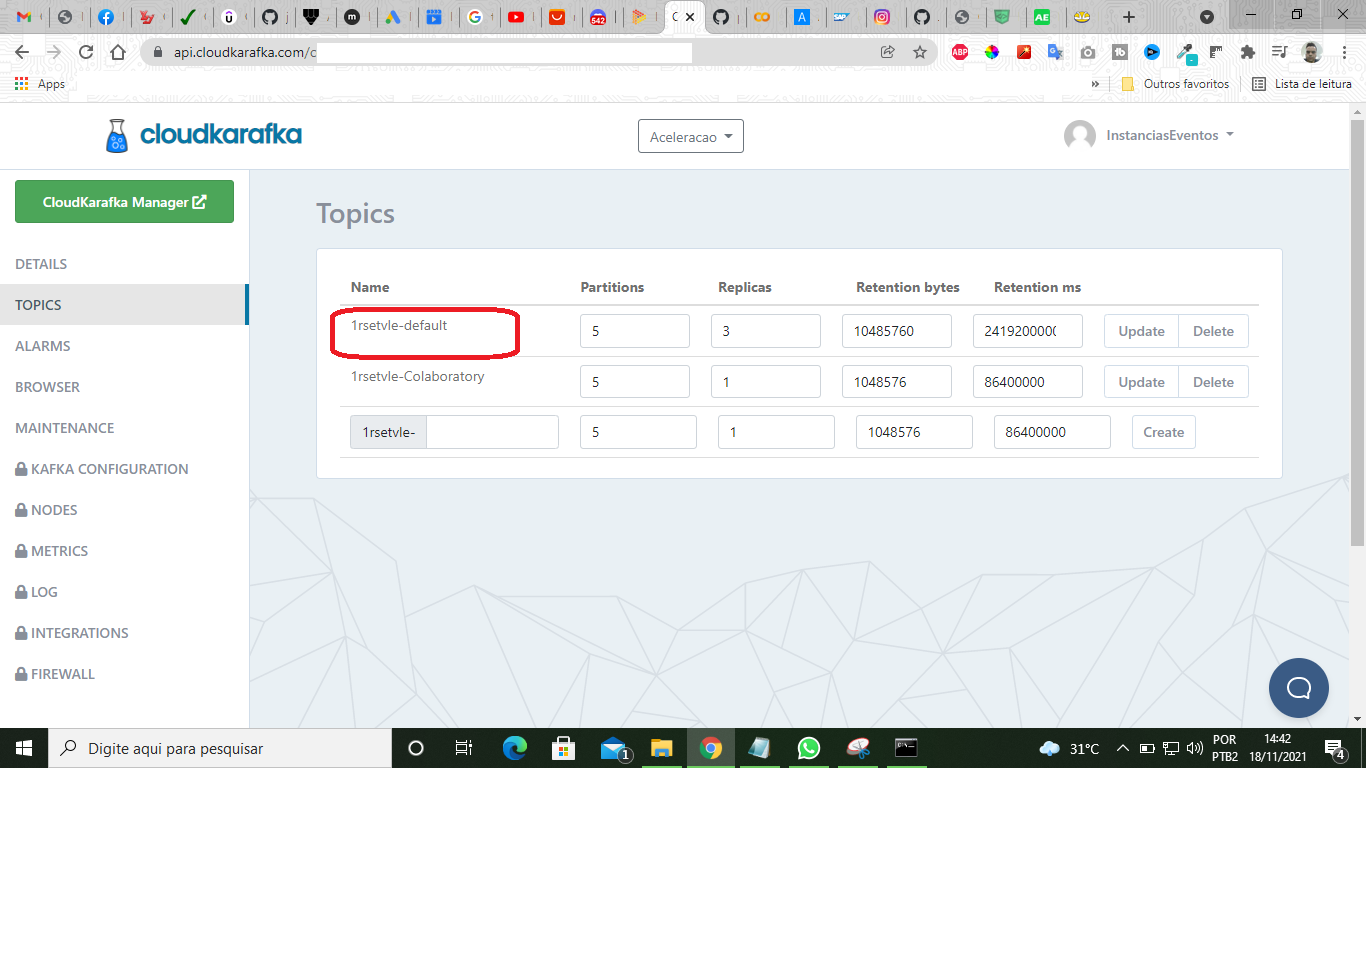 api.cloudkarafka.com/c
Apps
»
Outros favoritos
Lista de leitura
cloudkarafka
Aceleracao
InstanciasEventos
CloudKarafka Manager
DETAILS
TOPICS
ALARMS
BROWSER
MAINTENANCE
KAFKA CONFIGURATION
NODES
METRICS
LOG
INTEGRATIONS
FIREWALL
Topics
Name Partitions Replicas Retention bytes Retention ms
1rsetvle-default 5 3 10485760 2419200000 Update Delete
1rsetvle-Colaboratory 5 1 1048576 86400000 Update Delete
1rsetvle- 5 1 1048576 86400000 Create
Digite aqui para pesquisar
1
31°C
POR
PTB2
14:42
18/11/2021
4